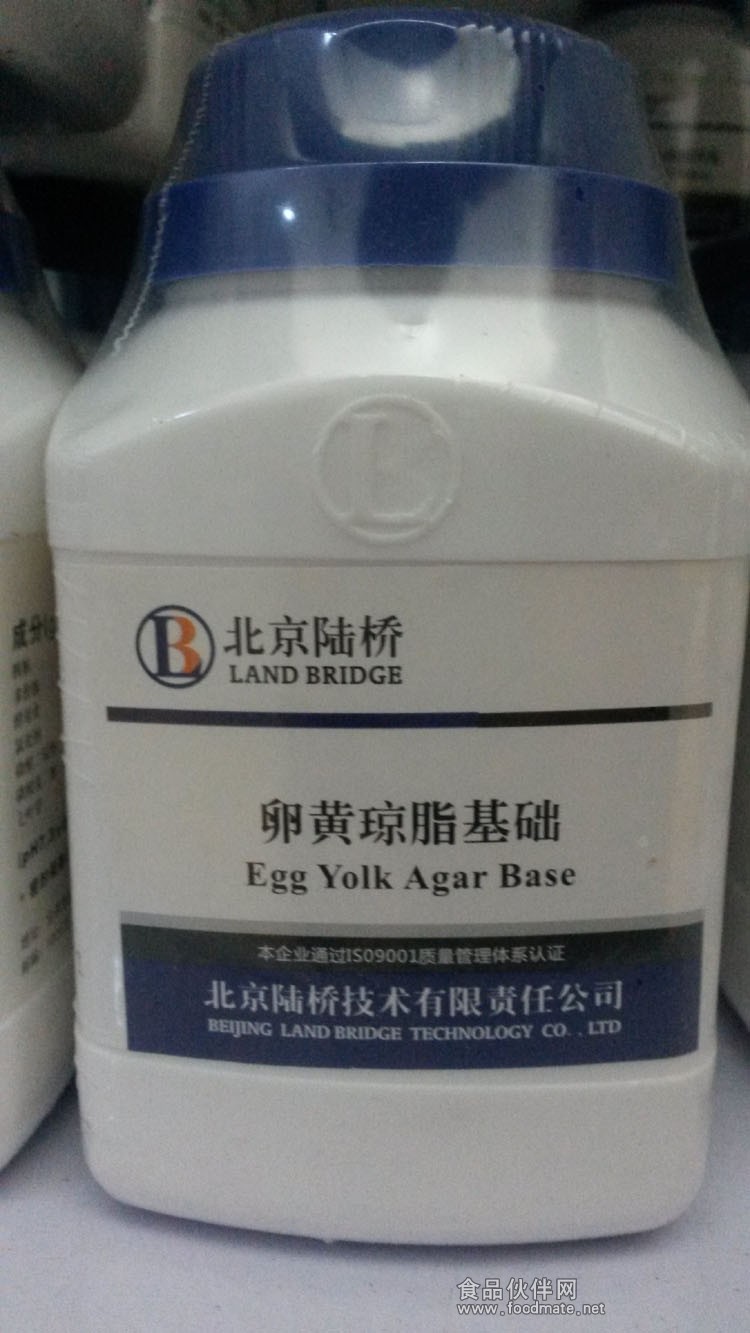 北京陆桥
LAND BRIDGE
卵黄琼脂基础
Egg Yolk Agar Base
本企业通过ISO9001质量管理体系认证
北京陆桥技术有限责任公司
BEIJING LAND BRIDGE TECHNOLOGY CO. . LTD
成分
食品伙伴网
www.foodmate.net